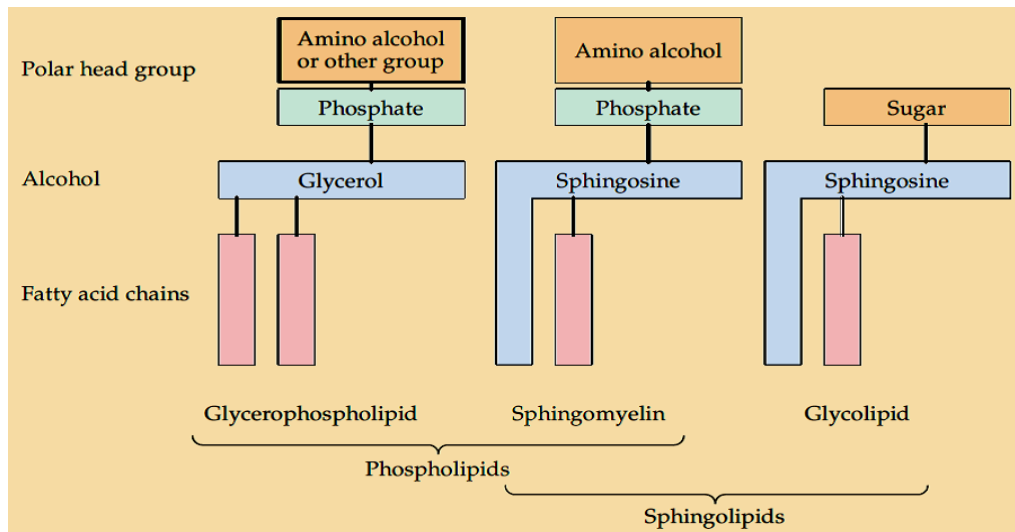 Polar head group
Amino alcohol
or other group
Amino alcohol
Phosphate
Phosphate
Sugar
Alcohol
Glycerol
Sphingosine
Sphingosine
Fatty acid chains
Glycerophospholipid
Sphingomyelin
Glycolipid
Phospholipids
Sphingolipids